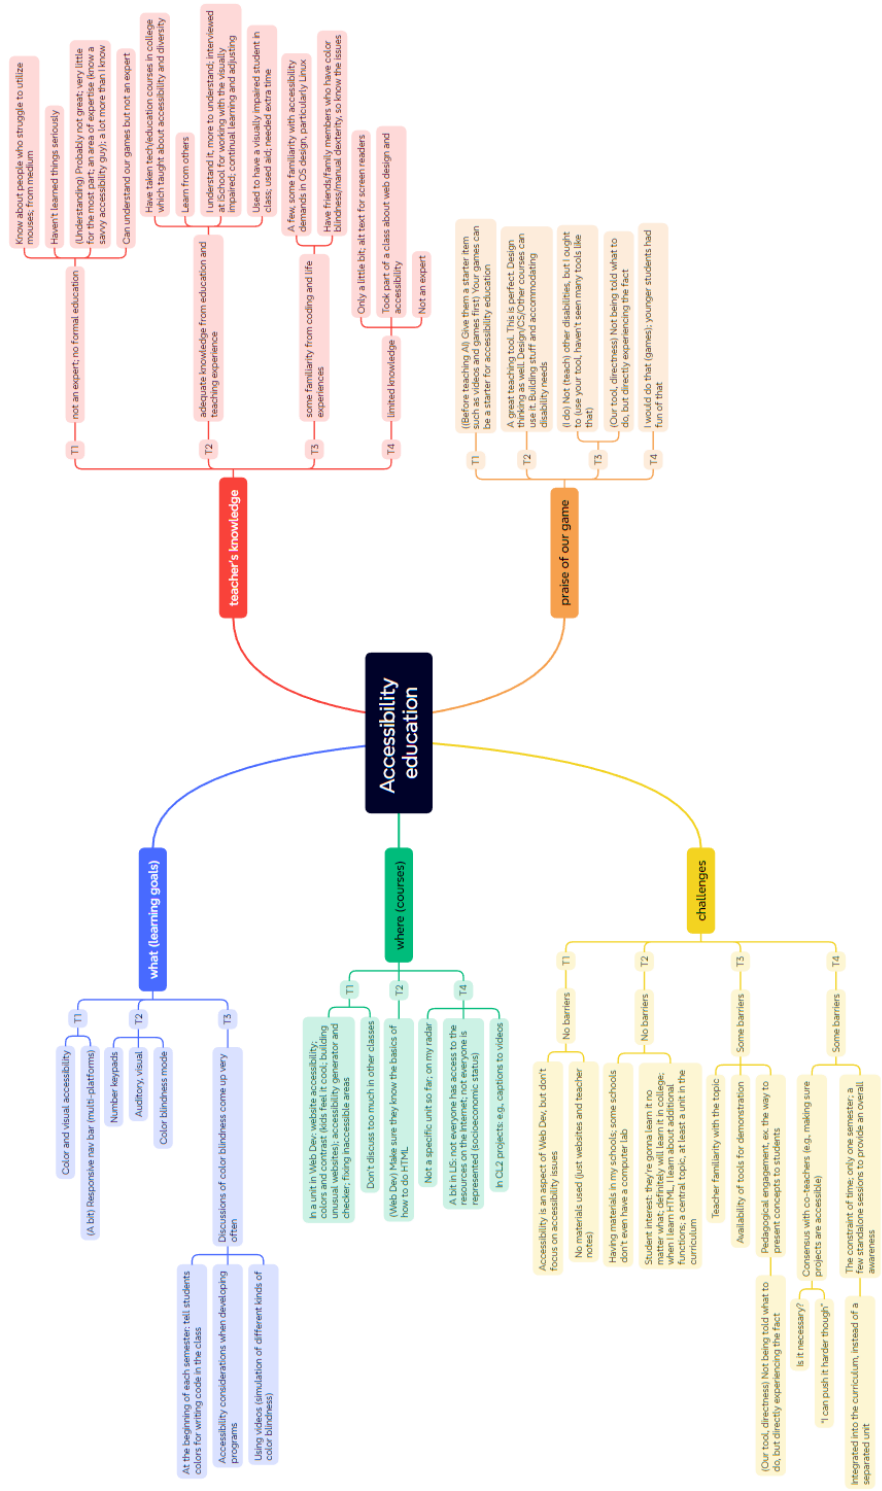 Accessibility
education
teacher's knowledge
T1
not an expert; no formal education
Know about people who struggle to utilize
mouses; from medium
Haven't learned things seriously
(Understanding) Probably not great; very little
for the most part; an area of expertise (know a
savvy accessibility guy); a lot more than I know
Can understand our games but not an expert
T2
adequate knowledge from education and
teaching experience
Have taken tech/education courses in college
which taught about accessibility and diversity
Learn from others
I understand it, more to understand; interviewed
at iSchool for working with the visually
impaired; continual learning and adjusting
Used to have a visually impaired student in
class; used aid; needed extra time
T3
some familiarity from coding and life
experiences
A few, some familiarity with accessibility
demands in OS design, particularly Linux
Have friends/family members who have color
blindness/manual dexterity, so know the issues
T4
limited knowledge
Only a little bit; alt text for screen readers
Took part of a class about web design and
accessibility
Not an expert
praise of our game
T1
((Before teaching AI) Give them a starter item
such as videos and games first) Your games can
be a starter for accessibility education
T2
A great teaching tool. This is perfect. Design
thinking as well. Design/CS/Other courses can
use it. Building stuff and accommodating
disability needs
T3
(I do) Not (teach) other disabilities, but I ought
to (use your tool, haven't seen many tools like
that)
(Our tool, directness) Not being told what to
do, but directly experiencing the fact
T4
I would do that (games); younger students had
fun of that
what (learning goals)
T1
Color and visual accessibility
(A bit) Responsive nav bar (multi-platforms)
T2
Number keypads
Auditory, visual
Color blindness mode
T3
Discussions of color blindness come up very
often
At the beginning of each semester: tell students
colors for writing code in the class
Accessibility considerations when developing
programs
Using videos (simulation of different kinds of
color blindness)
where (courses)
T1
In a unit in Web Dev: website accessibility;
colors and contrast (kids feel it cool; building
unusual websites); accessibility generator and
checker; fixing inaccessible areas
Don't discuss too much in other classes
T2
(Web Dev) Make sure they know the basics of
how to do HTML
T4
Not a specific unit so far; on my radar
A bit in LIS: not everyone has access to the
resources on the Internet; not everyone is
represented (socioeconomic status)
In CL2 projects: e.g., captions to videos
challenges
T1
No barriers
Accessibility is an aspect of Web Dev, but don't
focus on accessibility issues
No materials used (just websites and teacher
notes)
T2
No barriers
Having materials in my schools; some schools
don't even have a computer lab
Student interest: they're gonna learn it no
matter what; definitely will learn it in college;
when I learn HTML, I learn about additional
functions; a central topic, at least a unit in the
curriculum
T3
Some barriers
Teacher familiarity with the topic
Availability of tools for demonstration
Pedagogical engagement, ex. the way to
present concepts to students
(Our tool, directness) Not being told what to
do, but directly experiencing the fact
T4
Some barriers
Consensus with co-teachers (e.g., making sure
projects are accessible)
Is it necessary?
"I can push it harder though"
The constraint of time; only one semester; a
few standalone sessions to provide an overall
awareness
Integrated into the curriculum, instead of a
separated unit